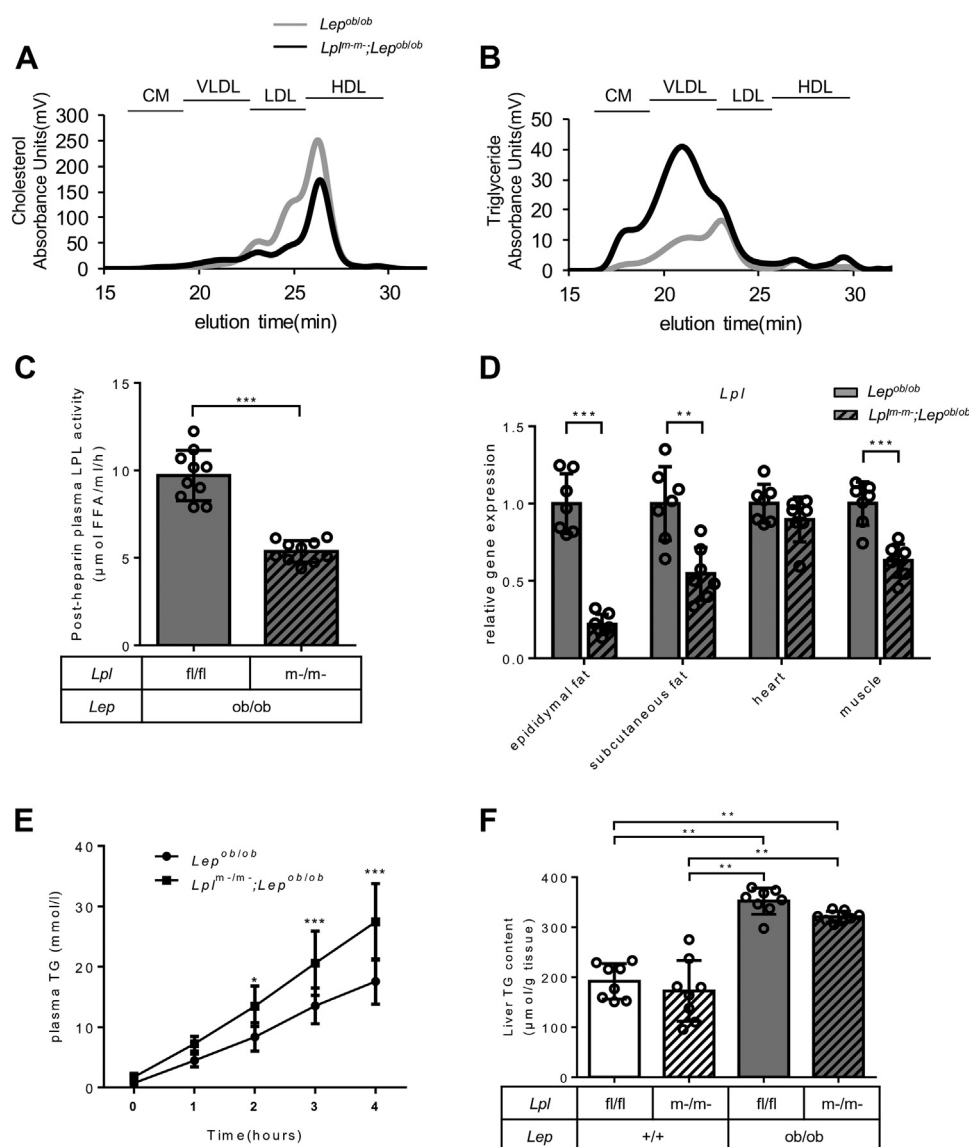 Lep^ob/ob
Lpl^m-m-;Lep^ob/ob
A
CM VLDL LDL HDL
Cholesterol
Absorbance Units(mV)
300
250
200
150
100
50
0
15 20 25 30
elution time(min)
B
CM VLDL LDL HDL
Triglyceride
Absorbance Units(mV)
50
40
30
20
10
0
15 20 25 30
elution time(min)
C
Post-heparin plasma LPL activity
(μmol FFA/ml/h)
15
10
5
0
***
Lpl fl/fl m-/m-
Lep ob/ob
D
Lpl
Lep^ob/ob
Lpl^m-m-;Lep^ob/ob
relative gene expression
1.5
1.0
0.5
0.0
*** ** ***
epididymal fat
subcutaneous fat
heart
muscle
E
Lep^ob/ob
Lpl^m-/m-;Lep^ob/ob
plasma TG (mmol/l)
40
30
20
10
0
* *** ***
0 1 2 3 4
Time(hours)
F
**
**
**
**
Liver TG content
(μmol/g tissue)
400
300
200
100
0
Lpl fl/fl m-/m- fl/fl m-/m-
Lep +/+ ob/ob